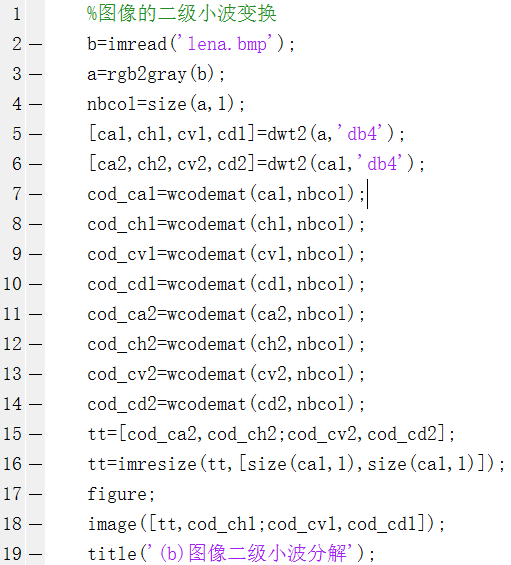 1 %图像的二级小波变换
2 — b=imread('lena.bmp');
3 — a=rgb2gray(b);
4 — nbcol=size(a,1);
5 — [ca1,ch1,cv1,cd1]=dwt2(a,'db4');
6 — [ca2,ch2,cv2,cd2]=dwt2(ca1,'db4');
7 — cod_ca1=wcodemat(ca1,nbcol);
8 — cod_ch1=wcodemat(ch1,nbcol);
9 — cod_cv1=wcodemat(cv1,nbcol);
10 — cod_cd1=wcodemat(cd1,nbcol);
11 — cod_ca2=wcodemat(ca2,nbcol);
12 — cod_ch2=wcodemat(ch2,nbcol);
13 — cod_cv2=wcodemat(cv2,nbcol);
14 — cod_cd2=wcodemat(cd2,nbcol);
15 — tt=[cod_ca2,cod_ch2;cod_cv2,cod_cd2];
16 — tt=imresize(tt,[size(ca1,1),size(ca1,1)]);
17 — figure;
18 — image([tt,cod_ch1;cod_cv1,cod_cd1]);
19 — title('(b)图像二级小波分解');